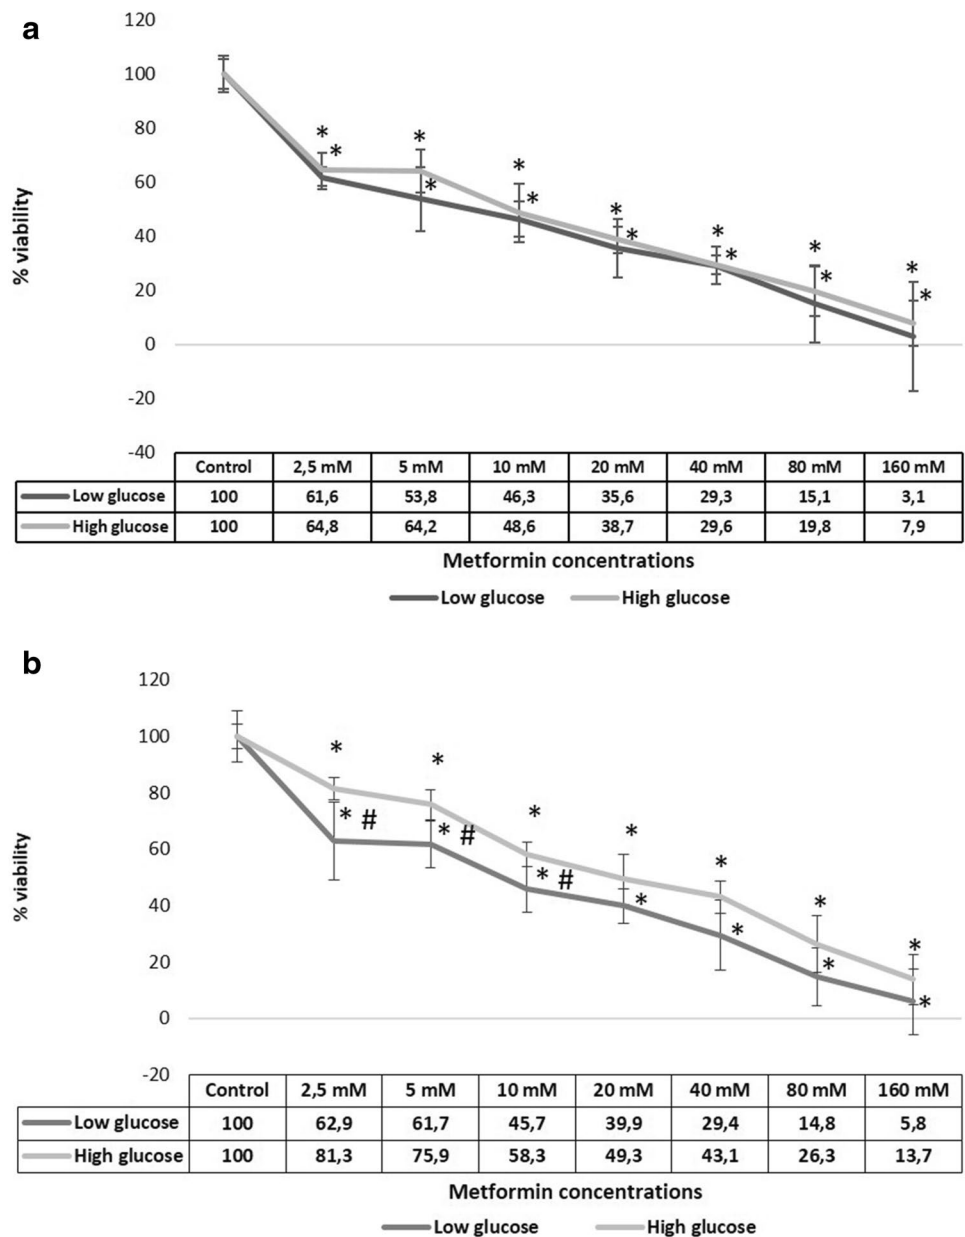 a
120
100
80
60
40
20
0
-20
-40
% viability
* * * * * * * * * * * * * *
Control 2,5 mM 5 mM 10 mM 20 mM 40 mM 80 mM 160 mM
Low glucose 100 61,6 53,8 46,3 35,6 29,3 15,1 3,1
High glucose 100 64,8 64,2 48,6 38,7 29,6 19,8 7,9
Metformin concentrations
Low glucose High glucose
b
120
100
80
60
40
20
0
-20
% viability
* * * * * * *
* # * # * # * * * *
Control 2,5 mM 5 mM 10 mM 20 mM 40 mM 80 mM 160 mM
Low glucose 100 62,9 61,7 45,7 39,9 29,4 14,8 5,8
High glucose 100 81,3 75,9 58,3 49,3 43,1 26,3 13,7
Metformin concentrations
Low glucose High glucose